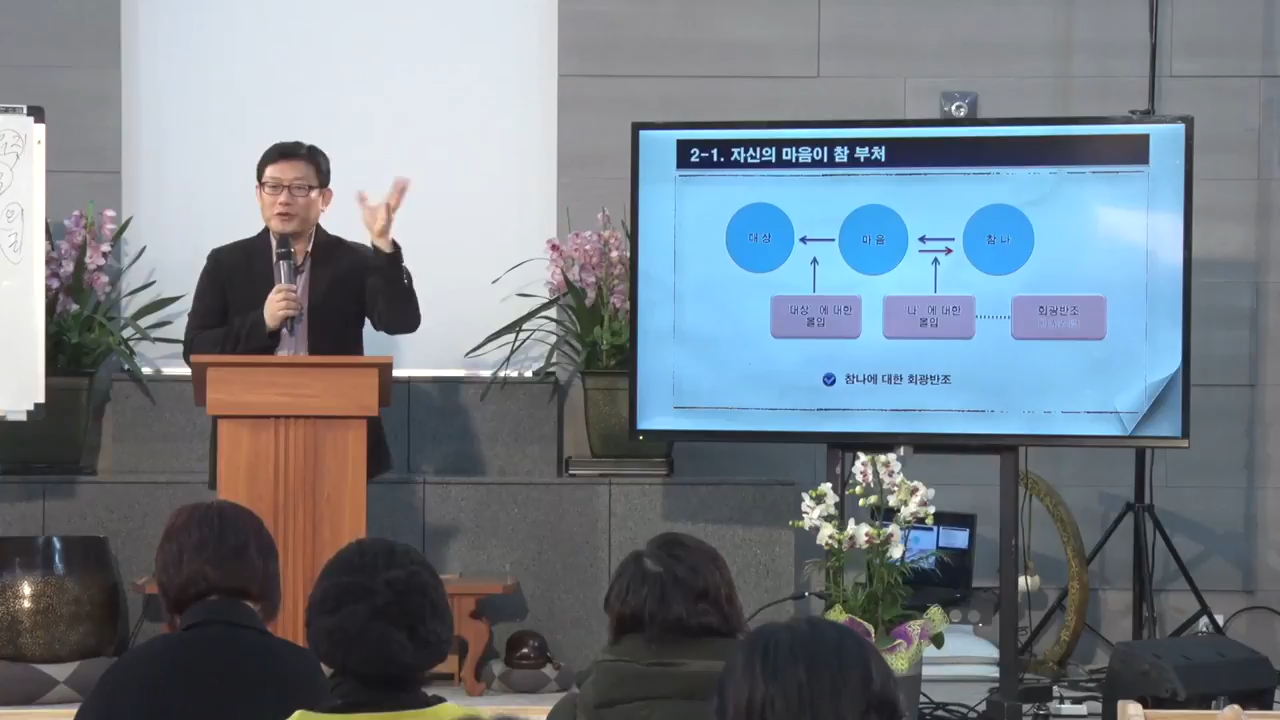 2-1. 자신의 마음이 참 부처
대 상
마 음
참 나
'대상' 에 대한
몰입
'나' 에 대한
몰입
회광반조
참나에 대한 회광반조